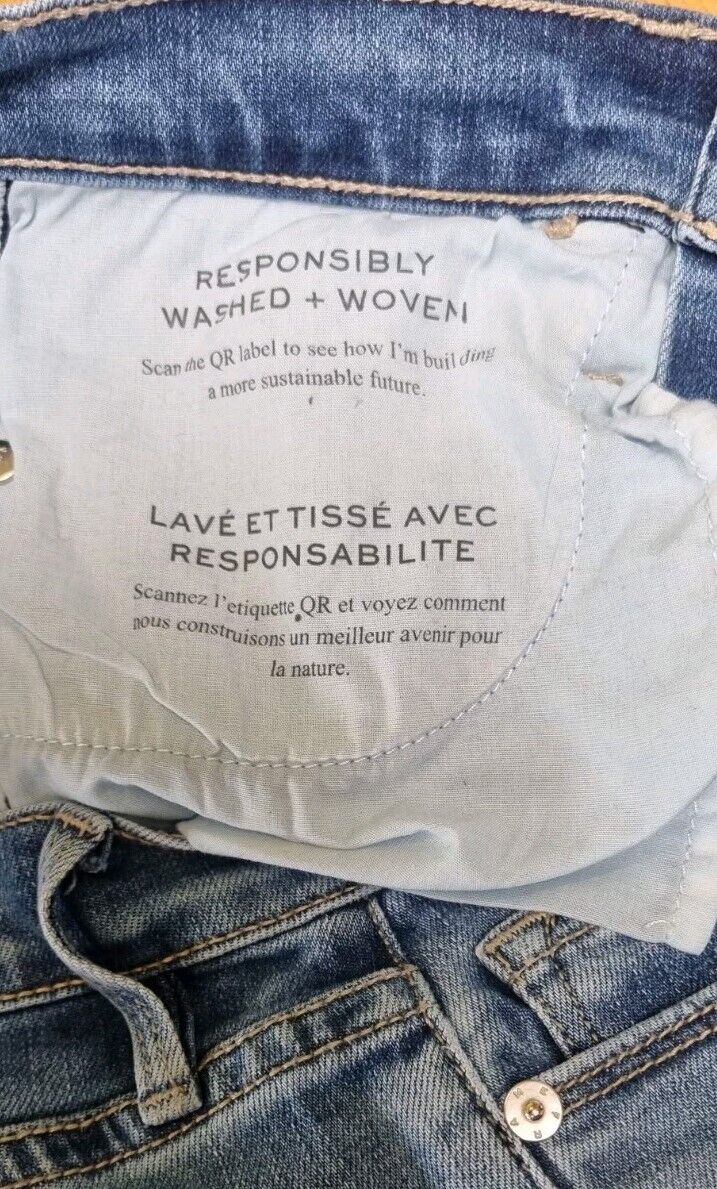 RESPONSIBLY
WASHED + WOVEN
Scan the QR label to see how I'm building
a more sustainable future.
LAVÉ ET TISSÉ AVEC
RESPONSABILITE
Scannez l'etiquette QR et voyez comment
nous construisons un meilleur avenir pour
la nature.
FRAME